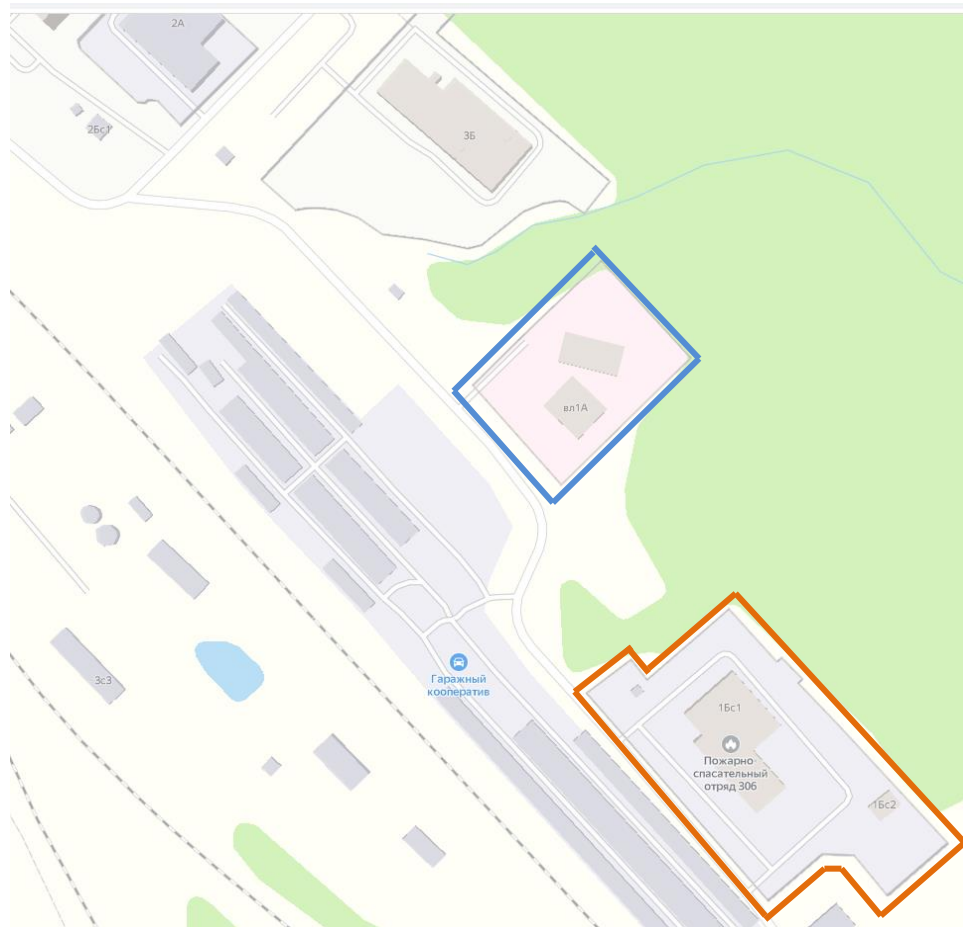 2А
2Бс1
3Б
вл1А
3с3
Гаражный
кооператив
1Бс1
Пожарно-
спасательный
отряд 306
1Бс2